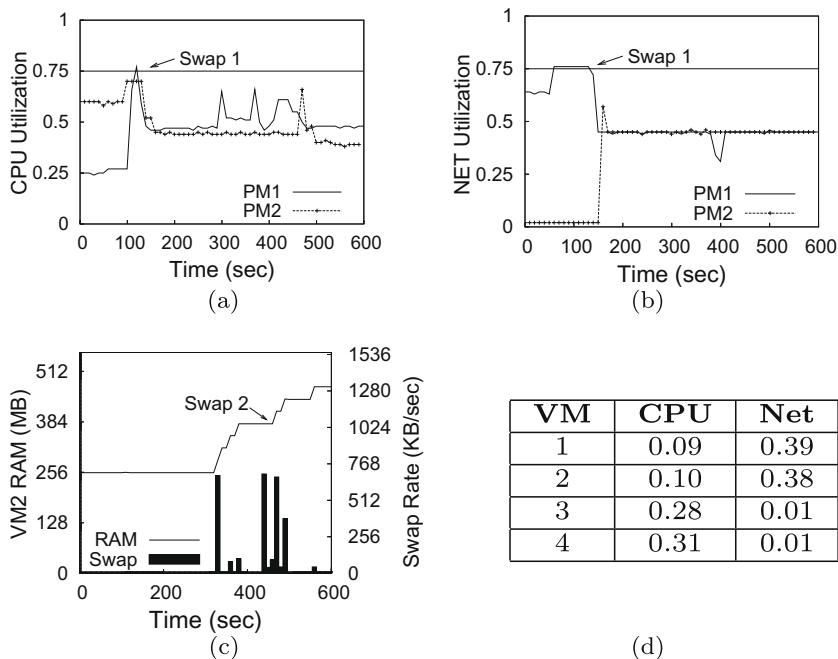 1
0.75
0.5
0.25
0
CPU Utilization
Swap 1
PM1
PM2
0 100 200 300 400 500 600
Time (sec)
(a)
1
0.75
0.5
0.25
0
NET Utilization
Swap 1
PM1
PM2
0 100 200 300 400 500 600
Time (sec)
(b)
512
384
256
128
0
VM2 RAM (MB)
Swap 2
RAM
Swap
1536
1280
1024
768
512
256
0
Swap Rate (KB/sec)
0 200 400 600
Time (sec)
(c)
VM CPU Net
1 0.09 0.39
2 0.10 0.38
3 0.28 0.01
4 0.31 0.01
(d)